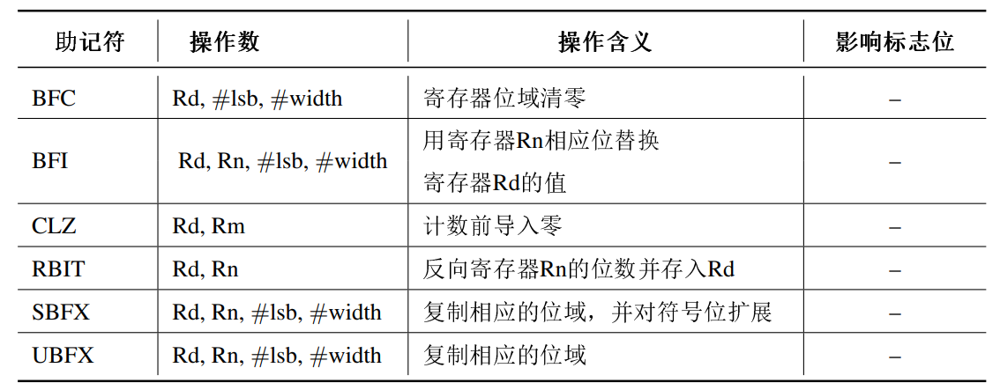 助记符 操作数 操作含义 影响标志位
BFC Rd, #lsb, #width 寄存器位域清零 –
BFI Rd, Rn, #lsb, #width 用寄存器Rn相应位替换 –
寄存器Rd的值
CLZ Rd, Rm 计数前导入零 –
RBIT Rd, Rn 反向寄存器Rn的位数并存入Rd –
SBFX Rd, Rn, #lsb, #width 复制相应的位域，并对符号位扩展 –
UBFX Rd, Rn, #lsb, #width 复制相应的位域 –